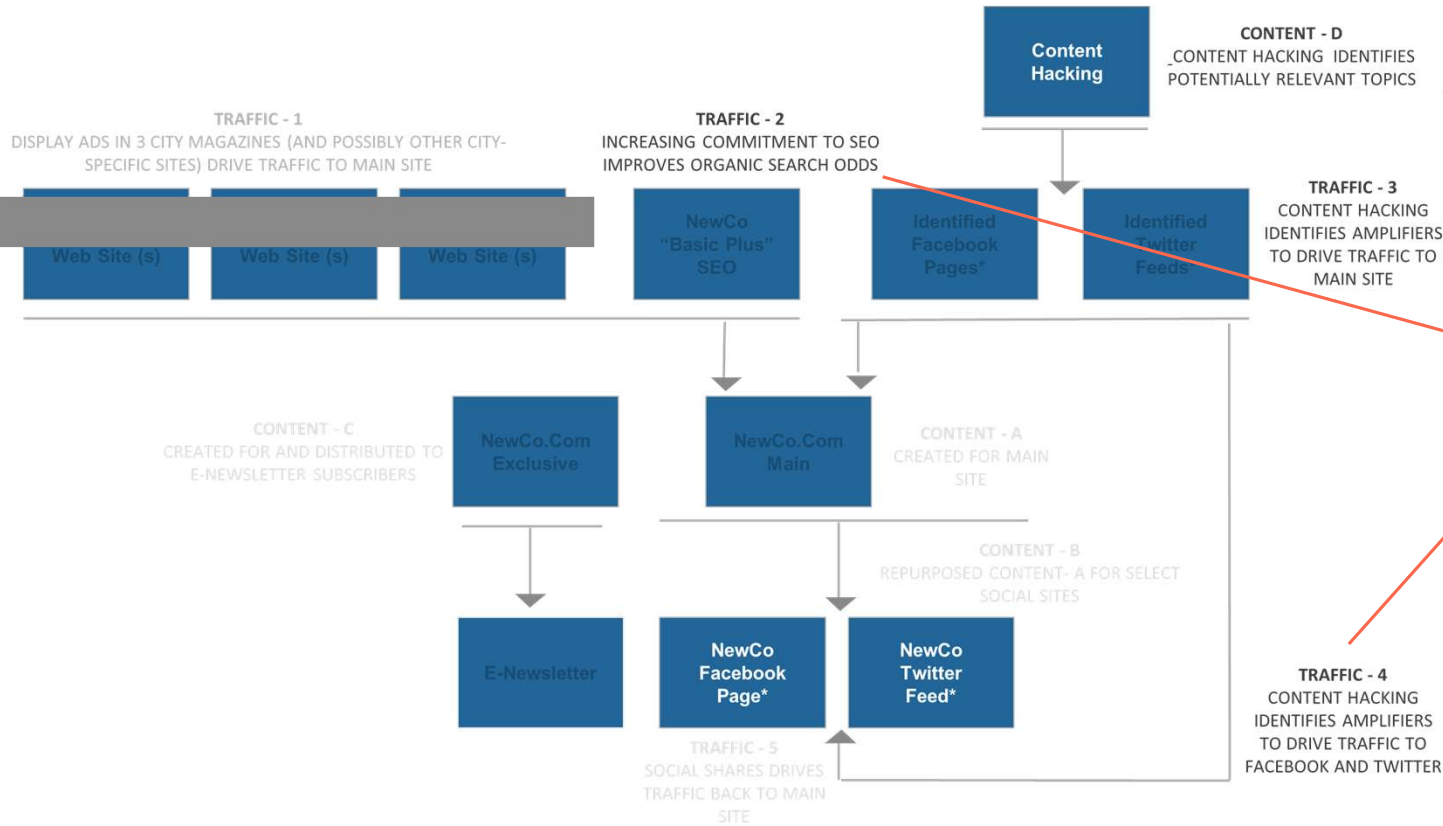 Content
Hacking
CONTENT - D
_CONTENT HACKING IDENTIFIES
POTENTIALLY RELEVANT TOPICS
TRAFFIC - 1
DISPLAY ADS IN 3 CITY MAGAZINES (AND POSSIBLY OTHER CITY-
SPECIFIC SITES) DRIVE TRAFFIC TO MAIN SITE
TRAFFIC - 2
INCREASING COMMITMENT TO SEO
IMPROVES ORGANIC SEARCH ODDS
TRAFFIC - 3
CONTENT HACKING
IDENTIFIES AMPLIFIERS
TO DRIVE TRAFFIC TO
MAIN SITE
Web Site (s)
Web Site (s)
Web Site (s)
NewCo
“Basic Plus”
SEO
Identified
Facebook
Pages*
Identified
Twitter
Feeds
CONTENT - C
CREATED FOR AND DISTRIBUTED TO
E-NEWSLETTER SUBSCRIBERS
NewCo.Com
Exclusive
NewCo.Com
Main
CONTENT - A
CREATED FOR MAIN
SITE
CONTENT - B
REPURPOSED CONTENT- A FOR SELECT
SOCIAL SITES
E-Newsletter
NewCo
Facebook
Page*
NewCo
Twitter
Feed*
TRAFFIC - 4
CONTENT HACKING
IDENTIFIES AMPLIFIERS
TO DRIVE TRAFFIC TO
FACEBOOK AND TWITTER
TRAFFIC - 5
SOCIAL SHARES DRIVES
TRAFFIC BACK TO MAIN
SITE